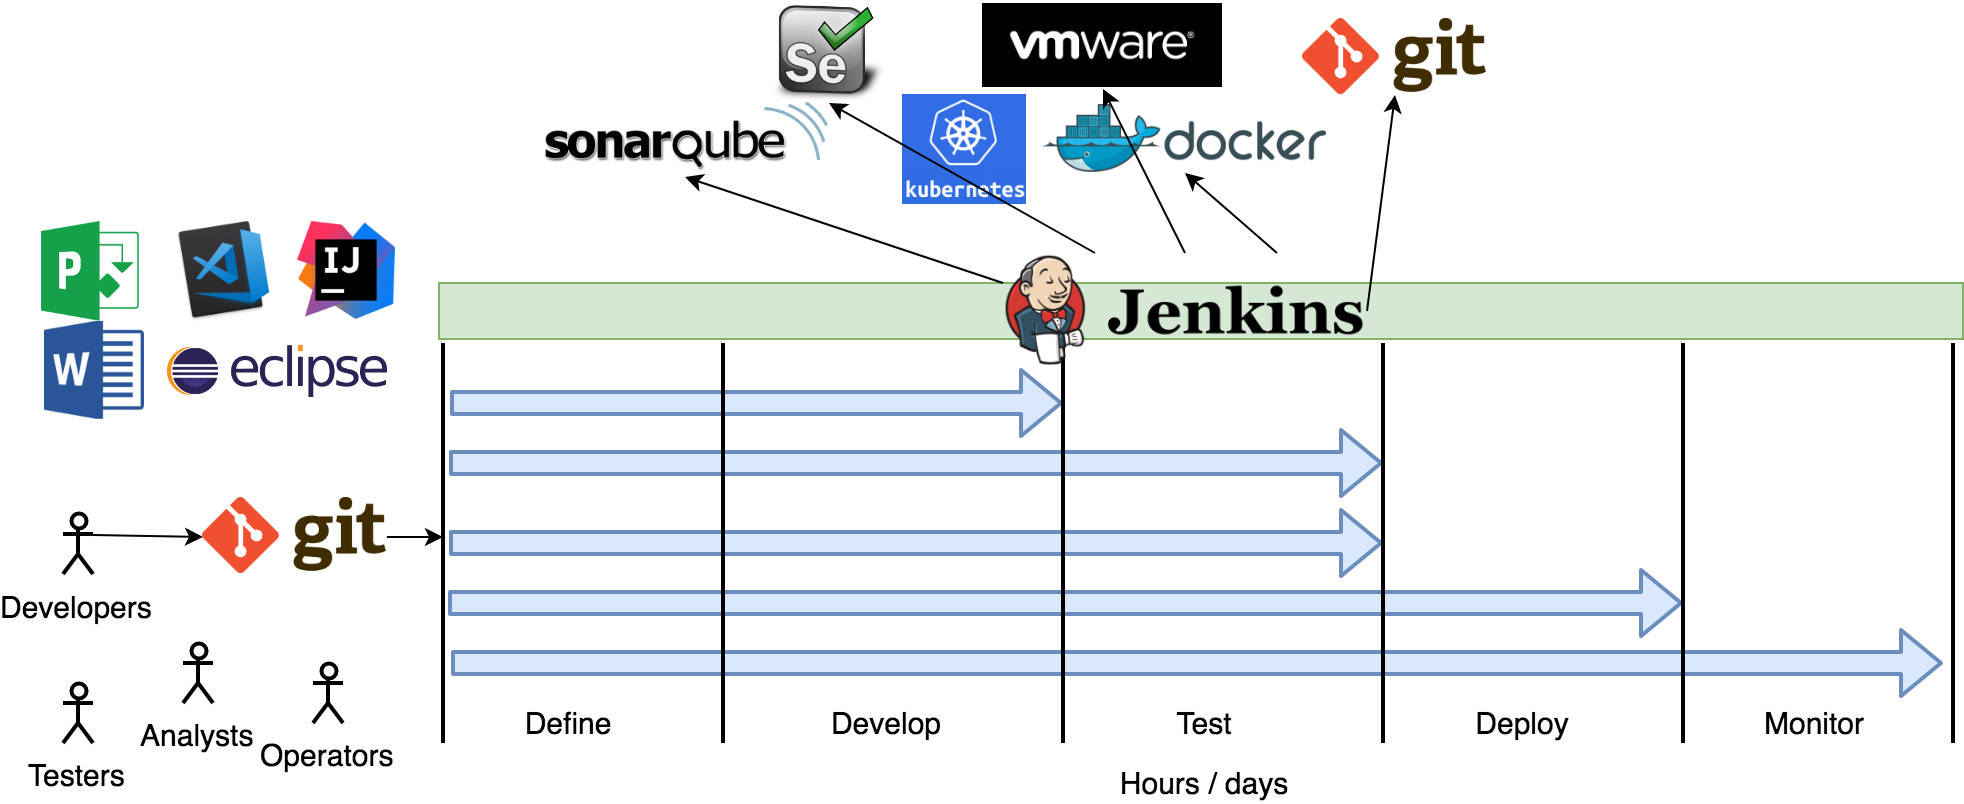 Se
vmware®
git
sonarqube
kubernetes
docker
P
IJ
Jenkins
W
eclipse
git
Developers
Analysts
Operators
Testers
Define
Develop
Test
Deploy
Monitor
Hours / days